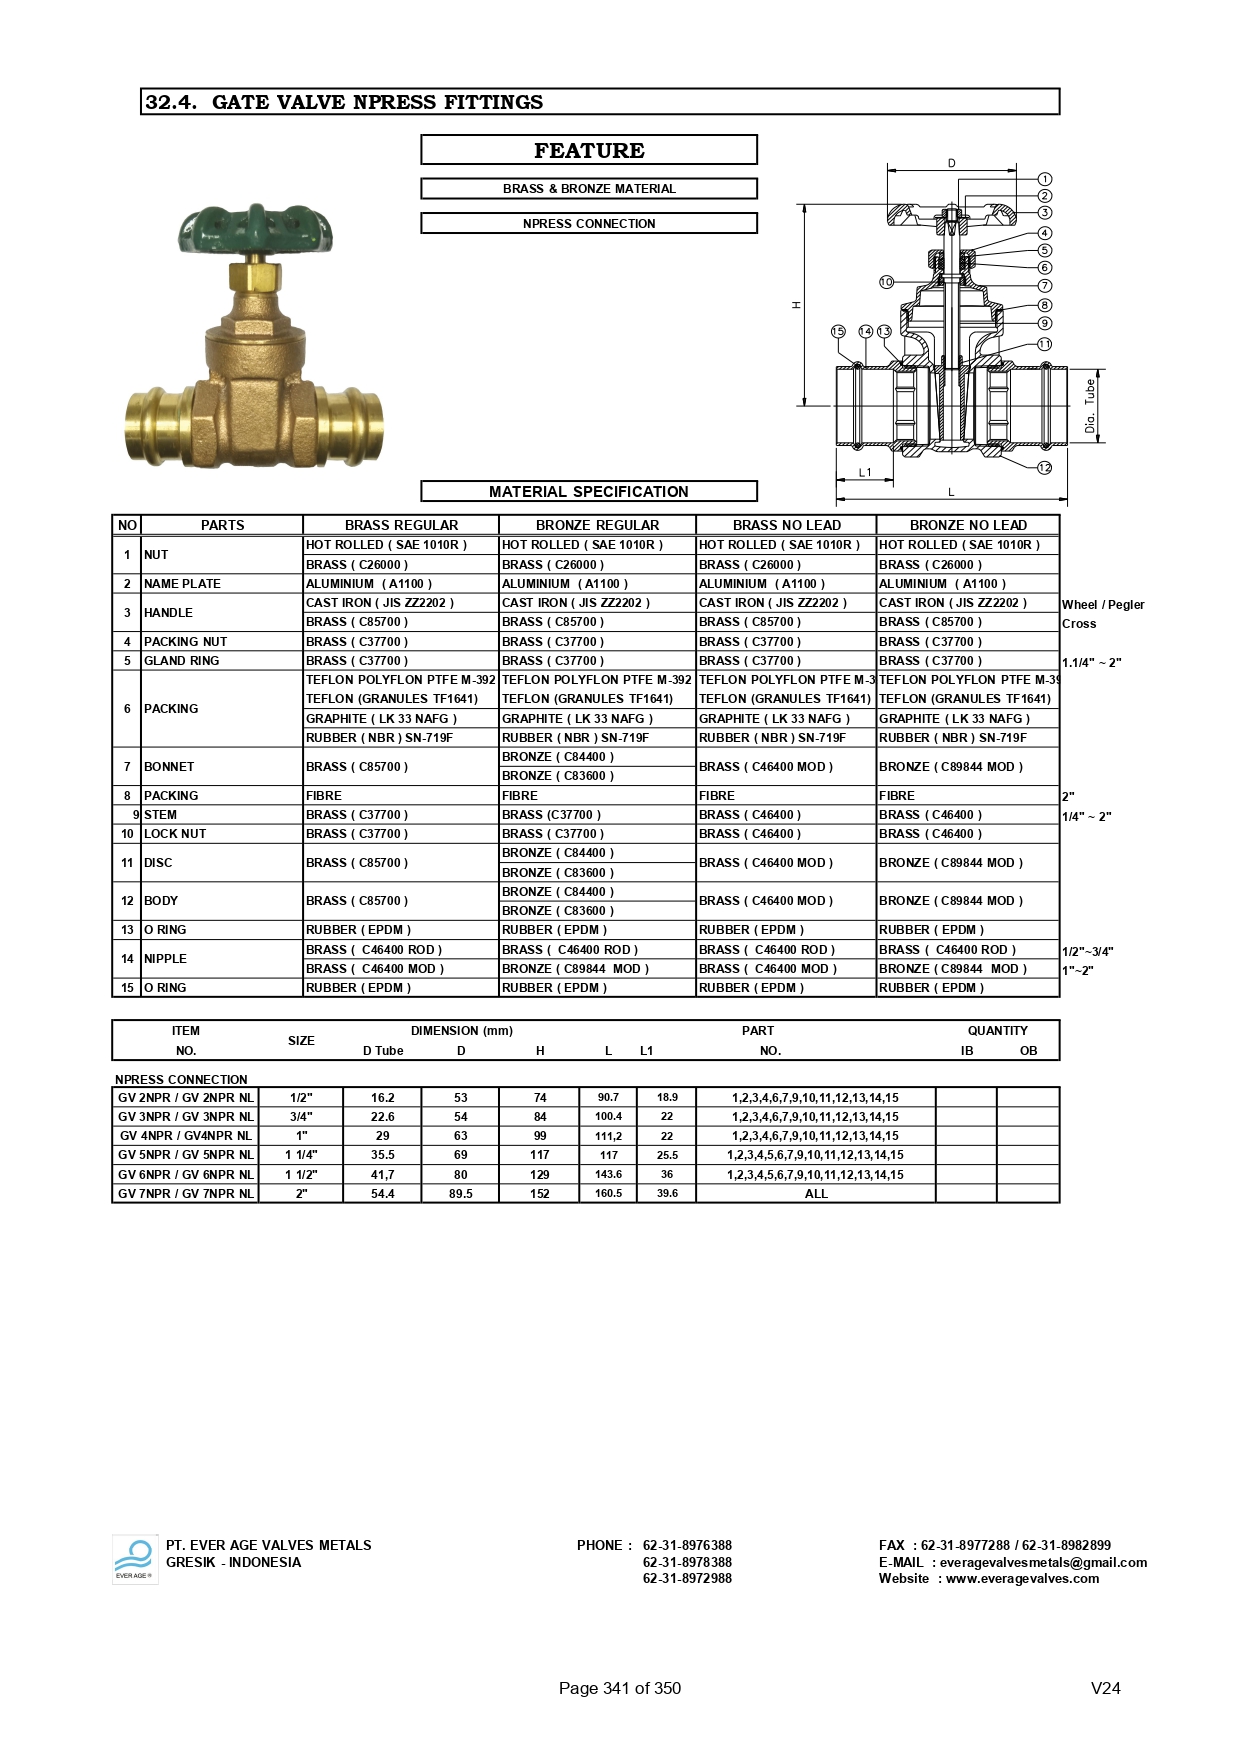 32.4.  GATE VALVE NPRESS FITTINGS
FEATURE
BRASS & BRONZE MATERIAL
NPRESS CONNECTION
D
1
2
3
4
5
6
10
7
H
8
9
15 14 13
11
Dia. Tube
12
L1
L
MATERIAL SPECIFICATION
NO PARTS BRASS REGULAR BRONZE REGULAR BRASS NO LEAD BRONZE NO LEAD
1 NUT HOT ROLLED ( SAE 1010R ) HOT ROLLED ( SAE 1010R ) HOT ROLLED ( SAE 1010R ) HOT ROLLED ( SAE 1010R )
BRASS ( C26000 ) BRASS ( C26000 ) BRASS ( C26000 ) BRASS ( C26000 )
2 NAME PLATE ALUMINIUM  ( A1100 ) ALUMINIUM  ( A1100 ) ALUMINIUM  ( A1100 ) ALUMINIUM  ( A1100 )
3 HANDLE CAST IRON ( JIS ZZ2202 ) CAST IRON ( JIS ZZ2202 ) CAST IRON ( JIS ZZ2202 ) CAST IRON ( JIS ZZ2202 ) Wheel / Pegler
BRASS ( C85700 ) BRASS ( C85700 ) BRASS ( C85700 ) BRASS ( C85700 ) Cross
4 PACKING NUT BRASS ( C37700 ) BRASS ( C37700 ) BRASS ( C37700 ) BRASS ( C37700 )
5 GLAND RING BRASS ( C37700 ) BRASS ( C37700 ) BRASS ( C37700 ) BRASS ( C37700 ) 1.1/4" ~ 2"
6 PACKING TEFLON POLYFLON PTFE M-392 TEFLON POLYFLON PTFE M-392 TEFLON POLYFLON PTFE M-3 TEFLON POLYFLON PTFE M-39
TEFLON (GRANULES TF1641) TEFLON (GRANULES TF1641) TEFLON (GRANULES TF1641) TEFLON (GRANULES TF1641)
GRAPHITE ( LK 33 NAFG ) GRAPHITE ( LK 33 NAFG ) GRAPHITE ( LK 33 NAFG ) GRAPHITE ( LK 33 NAFG )
RUBBER ( NBR ) SN-719F RUBBER ( NBR ) SN-719F RUBBER ( NBR ) SN-719F RUBBER ( NBR ) SN-719F
7 BONNET BRASS ( C85700 ) BRONZE ( C84400 ) BRASS ( C46400 MOD ) BRONZE ( C89844 MOD )
BRONZE ( C83600 )
8 PACKING FIBRE FIBRE FIBRE FIBRE 2"
9 STEM BRASS ( C37700 ) BRASS (C37700 ) BRASS ( C46400 ) BRASS ( C46400 ) 1/4" ~ 2"
10 LOCK NUT BRASS ( C37700 ) BRASS ( C37700 ) BRASS ( C46400 ) BRASS ( C46400 )
11 DISC BRASS ( C85700 ) BRONZE ( C84400 ) BRASS ( C46400 MOD ) BRONZE ( C89844 MOD )
BRONZE ( C83600 )
12 BODY BRASS ( C85700 ) BRONZE ( C84400 ) BRASS ( C46400 MOD ) BRONZE ( C89844 MOD )
BRONZE ( C83600 )
13 O RING RUBBER ( EPDM ) RUBBER ( EPDM ) RUBBER ( EPDM ) RUBBER ( EPDM )
14 NIPPLE BRASS (  C46400 ROD ) BRASS (  C46400 ROD ) BRASS (  C46400 ROD ) BRASS (  C46400 ROD ) 1/2"~3/4"
BRASS (  C46400 MOD ) BRONZE ( C89844  MOD ) BRASS (  C46400 MOD ) BRONZE ( C89844  MOD ) 1"~2"
15 O RING RUBBER ( EPDM ) RUBBER ( EPDM ) RUBBER ( EPDM ) RUBBER ( EPDM )
ITEM SIZE DIMENSION (mm) PART QUANTITY
NO. D Tube D H L L1 NO. IB OB
NPRESS CONNECTION
GV 2NPR / GV 2NPR NL 1/2" 16.2 53 74 90.7 18.9 1,2,3,4,6,7,9,10,11,12,13,14,15
GV 3NPR / GV 3NPR NL 3/4" 22.6 54 84 100.4 22 1,2,3,4,6,7,9,10,11,12,13,14,15
GV 4NPR / GV4NPR NL 1" 29 63 99 111,2 22 1,2,3,4,6,7,9,10,11,12,13,14,15
GV 5NPR / GV 5NPR NL 1 1/4" 35.5 69 117 117 25.5 1,2,3,4,5,6,7,9,10,11,12,13,14,15
GV 6NPR / GV 6NPR NL 1 1/2" 41,7 80 129 143.6 36 1,2,3,4,5,6,7,9,10,11,12,13,14,15
GV 7NPR / GV 7NPR NL 2" 54.4 89.5 152 160.5 39.6 ALL
EVER AGE ®
PT. EVER AGE VALVES METALS PHONE : 62-31-8976388 FAX  : 62-31-8977288 / 62-31-8982899
GRESIK - INDONESIA 62-31-8978388 E-MAIL  : everagevalvesmetals@gmail.com
62-31-8972988 Website  : www.everagevalves.com
Page 341 of 350 V24